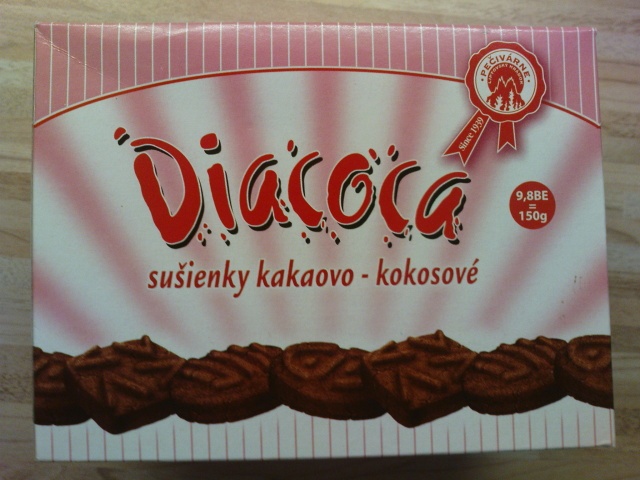 PEČIVÁRNE
Since 1939
Diacoca
9,8BE
=
150g
sušienky kakaovo - kokosové